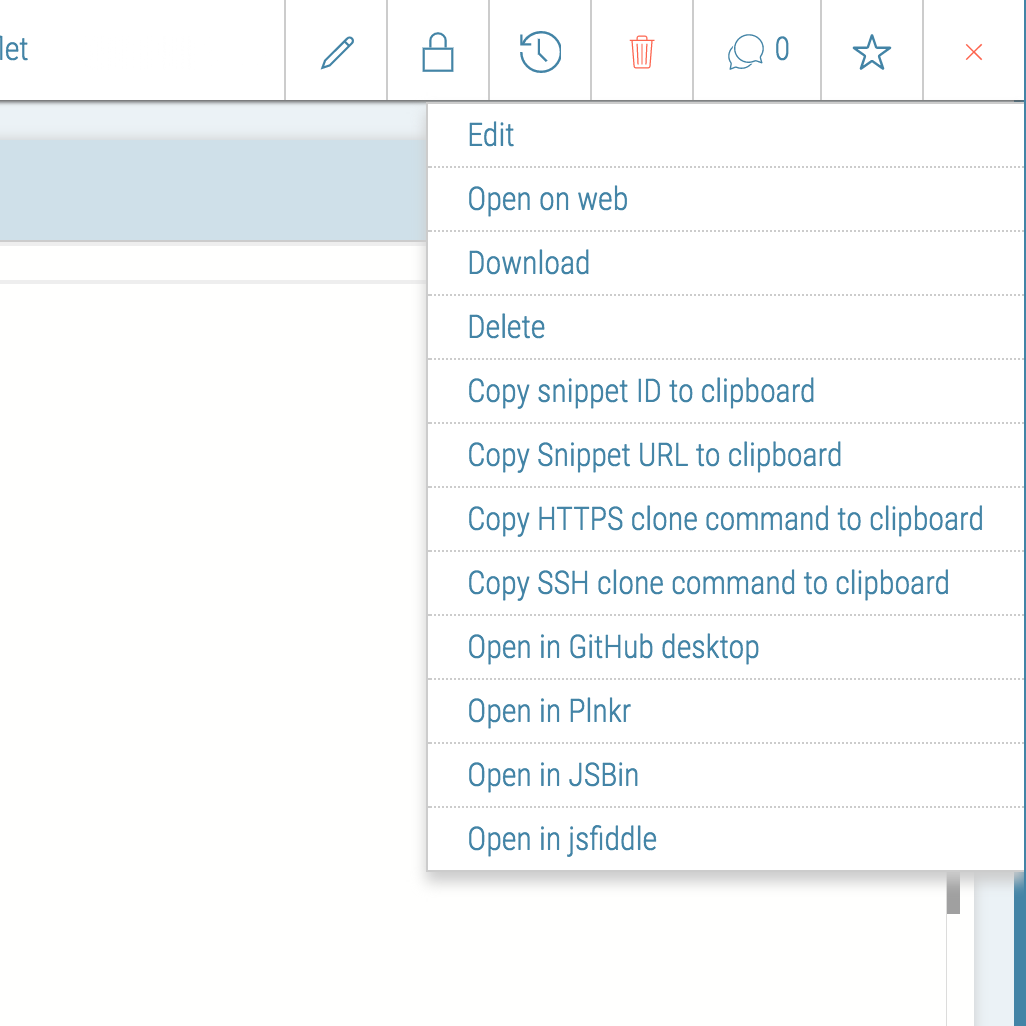 let
0
Edit
Open on web
Download
Delete
Copy snippet ID to clipboard
Copy Snippet URL to clipboard
Copy HTTPS clone command to clipboard
Copy SSH clone command to clipboard
Open in GitHub desktop
Open in Plnkr
Open in JSBin
Open in jsfiddle